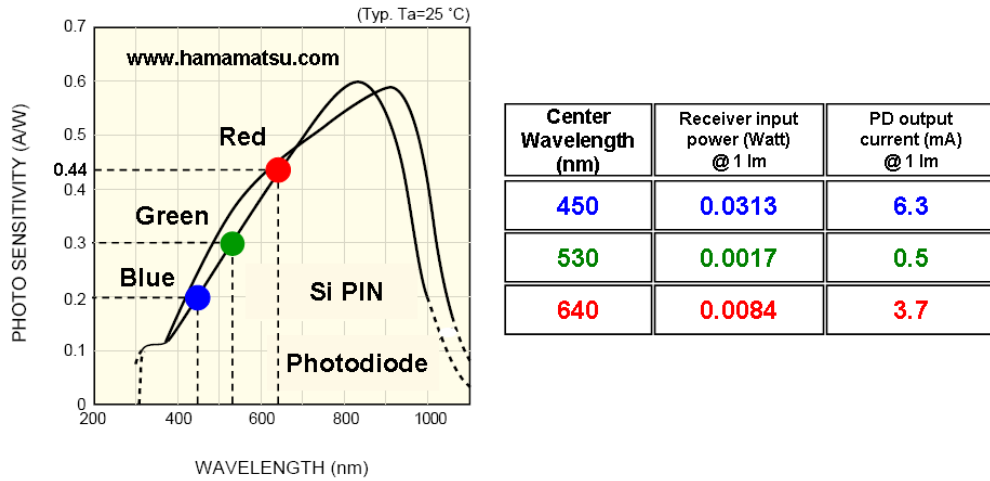 (Typ. Ta=25 °C)
0.7
www.hamamatsu.com
0.6
0.5
Red
0.44
0.4
Green
0.3
Blue
0.2
Si PIN
0.1
Photodiode
0
200 400 600 800 1000
PHOTO SENSITIVITY (A/W)
WAVELENGTH (nm)
Center
Wavelength
(nm)
Receiver input
power (Watt)
@ 1 lm
PD output
current (mA)
@ 1 lm
450 0.0313 6.3
530 0.0017 0.5
640 0.0084 3.7